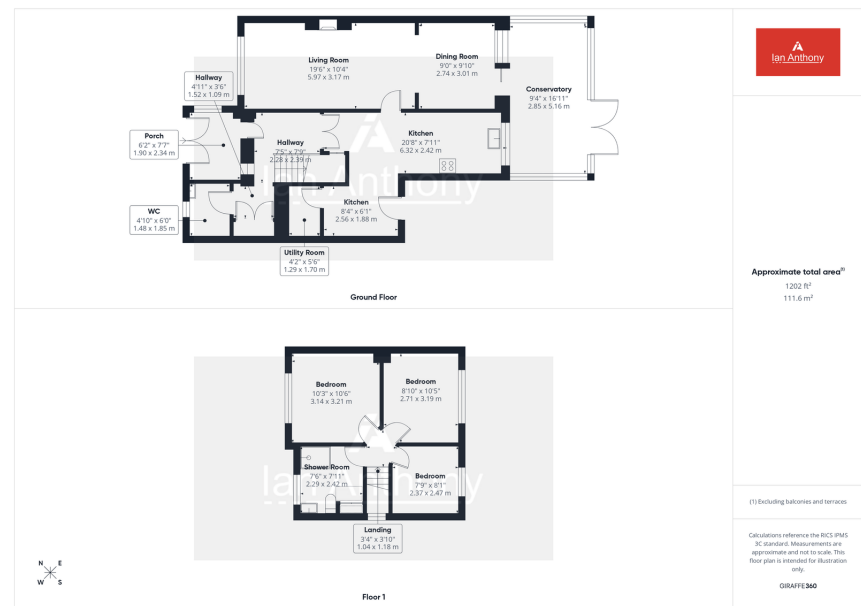 Living Room
19'6" x 10'4"
5.97 x 3.17 m
Dining Room
9'0" x 9'10"
2.74 x 3.01 m
Hallway
4'11" x 3'6"
1.52 x 1.09 m
Conservatory
9'4" x 16'11"
2.85 x 5.16 m
Porch
6'2" x 7'7"
1.90 x 2.34 m
Hallway
7'5" x 7'9"
2.28 x 2.39 m
Kitchen
20'8" x 7'11"
6.32 x 2.42 m
Ian Anthony
WC
4'10" x 6'0"
1.48 x 1.85 m
Kitchen
8'4" x 6'1"
2.56 x 1.88 m
Utility Room
4'2" x 5'6"
1.29 x 1.70 m
Ground Floor
Bedroom
10'3" x 10'6"
3.14 x 3.21 m
Bedroom
8'10" x 10'5"
2.71 x 3.19 m
Shower Room
7'6" x 7'11"
2.29 x 2.42 m
Bedroom
7'9" x 8'1"
2.37 x 2.47 m
Ian Anthony
Landing
3'4" x 3'10"
1.04 x 1.18 m
N E
W S
Floor 1
Ian Anthony
Approximate total area(1)
1202 ft²
111.6 m²
(1) Excluding balconies and terraces
Calculations reference the RICS IPMS
3C standard. Measurements are
approximate and not to scale. This
floor plan is intended for illustration
only.
GIRAFFE360